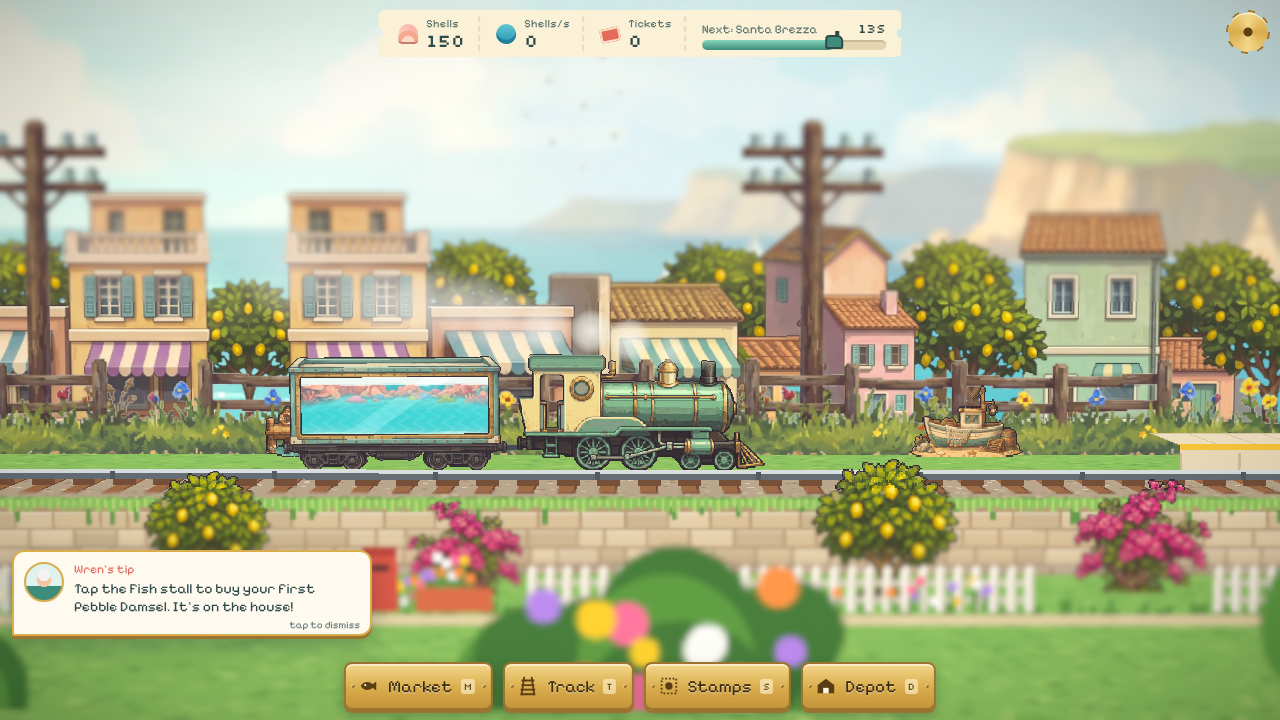 Shells
150
Shells/s
0
Tickets
0
Next: Santa Brezza
13s
Wren's tip
Tap the Fish stall to buy your first
Pebble Damsel. It's on the house!
tap to dismiss
Market M
Track T
Stamps S
Depot D